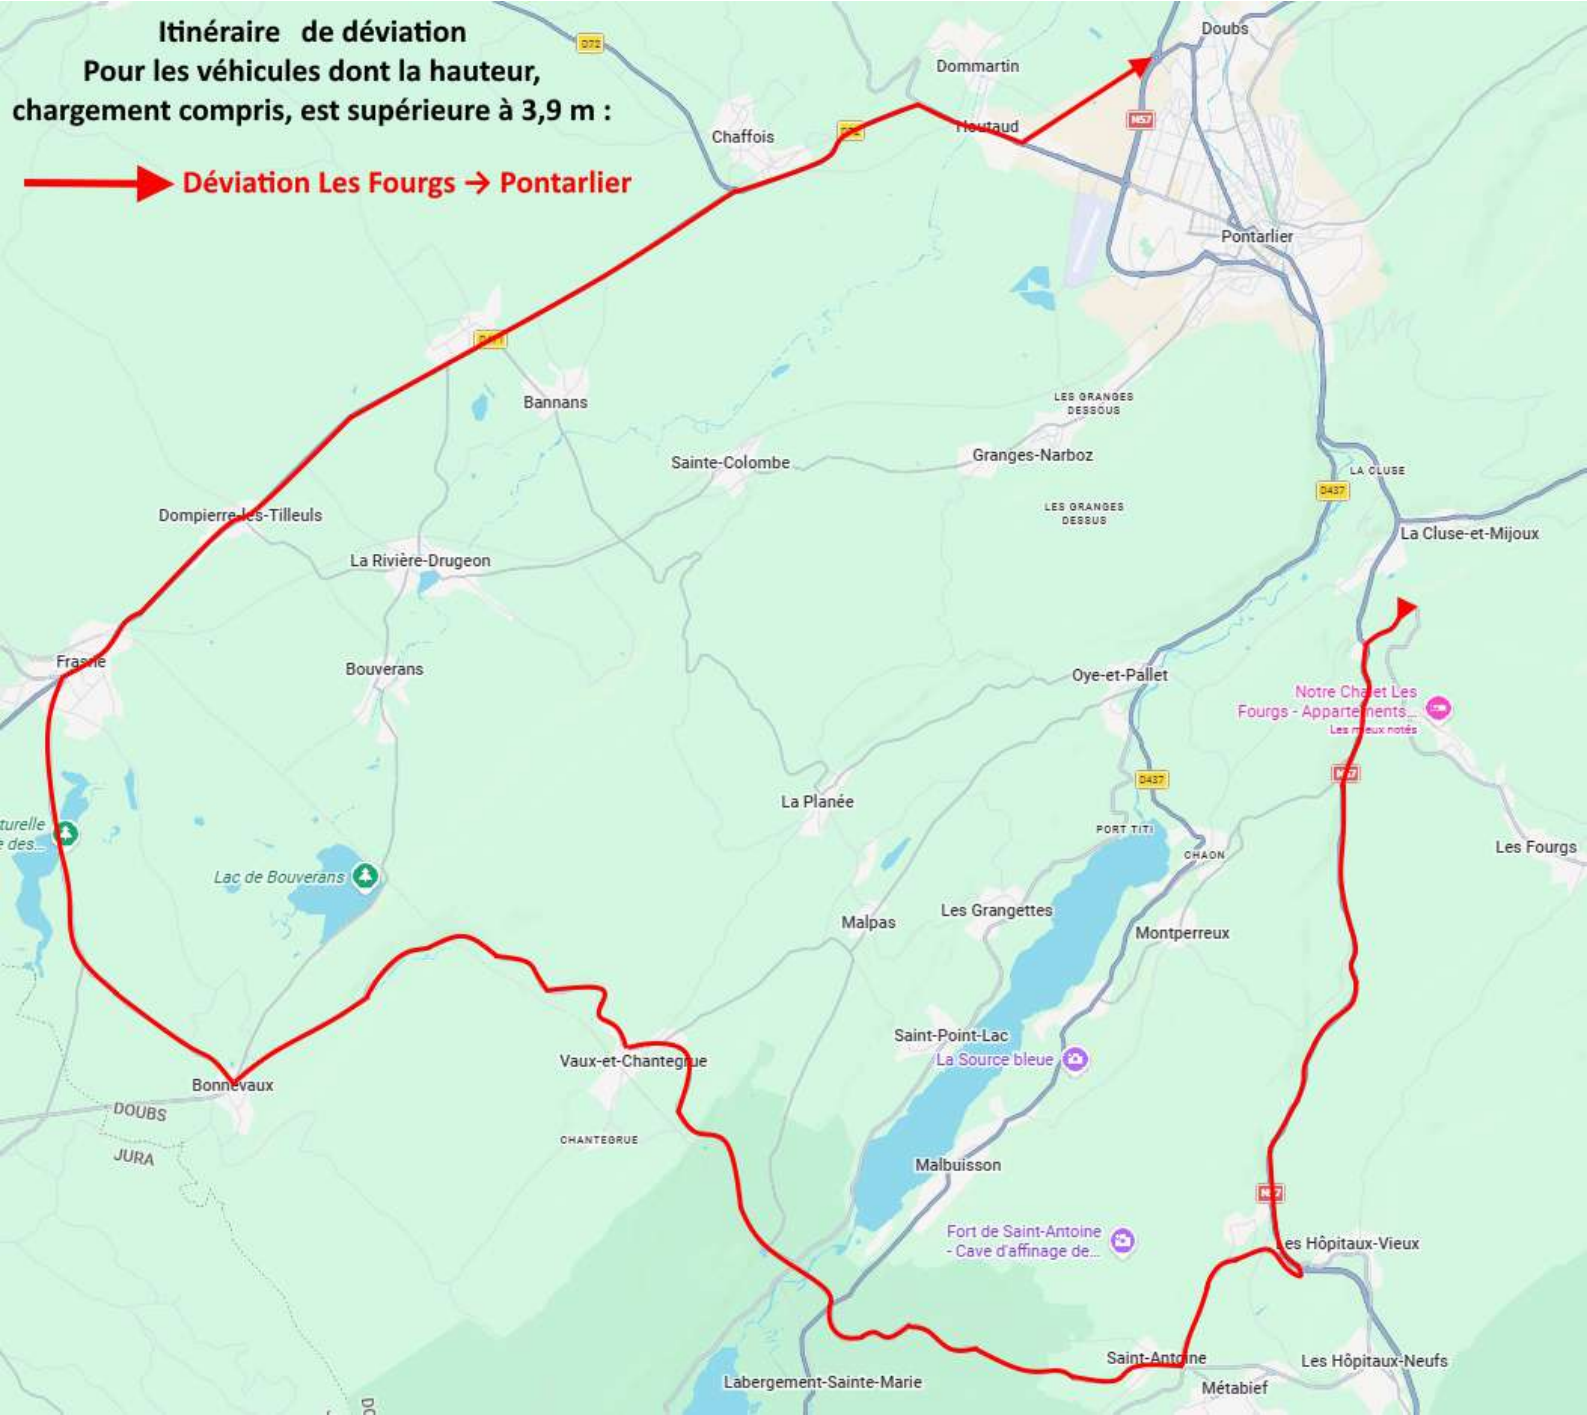 Itinéraire de déviation
Pour les véhicules dont la hauteur,
chargement compris, est supérieure à 3,9 m :
Déviation Les Fourgs → Pontarlier
D72
Doubs
Dommartin
N57
Chaffois
D72
Houtaud
Pontarlier
Bannans
LES GRANGES
DESSOUS
Sainte-Colombe
Granges-Narboz
LA CLUSE
D437
LES GRANGES
DESSUS
Dompierre-les-Tilleuls
La Cluse-et-Mijoux
La Rivière-Drugeon
Frasne
Bouverans
Oye-et-Pallet
Notre Chalet Les
Fourgs - Appartements...
Les mieux notés
N57
D437
La Planée
turelle
e des...
PORT TITI
CHAON
Les Fourgs
Lac de Bouverans
Malpas
Les Grangettes
Montperreux
Saint-Point-Lac
La Source bleue
Vaux-et-Chantegrue
Bonnevaux
DOUBS
JURA
CHANTEGRUE
Malbuisson
N57
Fort de Saint-Antoine
- Cave d'affinage de...
Les Hôpitaux-Vieux
Saint-Antoine
Les Hôpitaux-Neufs
Labergement-Sainte-Marie
Métabief